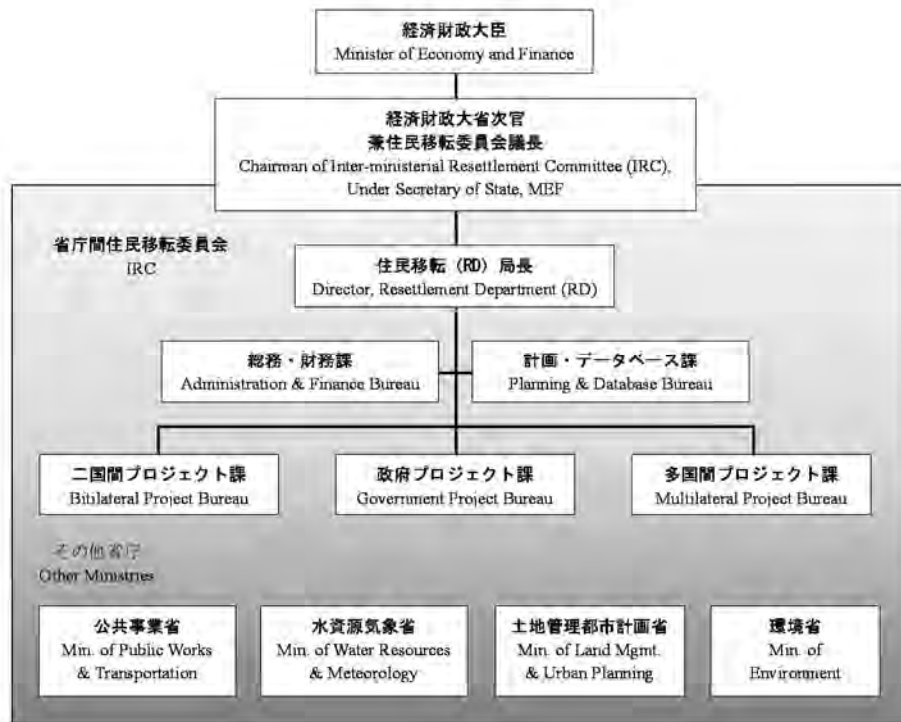 経済財政大臣
Minister of Economy and Finance
経済財政大省次官
兼住民移転委員会議長
Chairman of Inter-ministerial Resettlement Committee (IRC),
Under Secretary of State, MEF
省庁間住民移転委員会
IRC
住民移転（RD）局長
Director, Resettlement Department (RD)
総務・財務課
Administration & Finance Bureau
計画・データベース課
Planning & Database Bureau
二国間プロジェクト課
Bitilateral Project Bureau
政府プロジェクト課
Government Project Bureau
多国間プロジェクト課
Multilateral Project Bureau
その他省庁
Other Ministries
公共事業省
Min. of Public Works
& Transportation
水資源気象省
Min. of Water Resources
& Meteorology
土地管理都市計画省
Min. of Land Mgmt.
& Urban Planning
環境省
Min. of
Environment